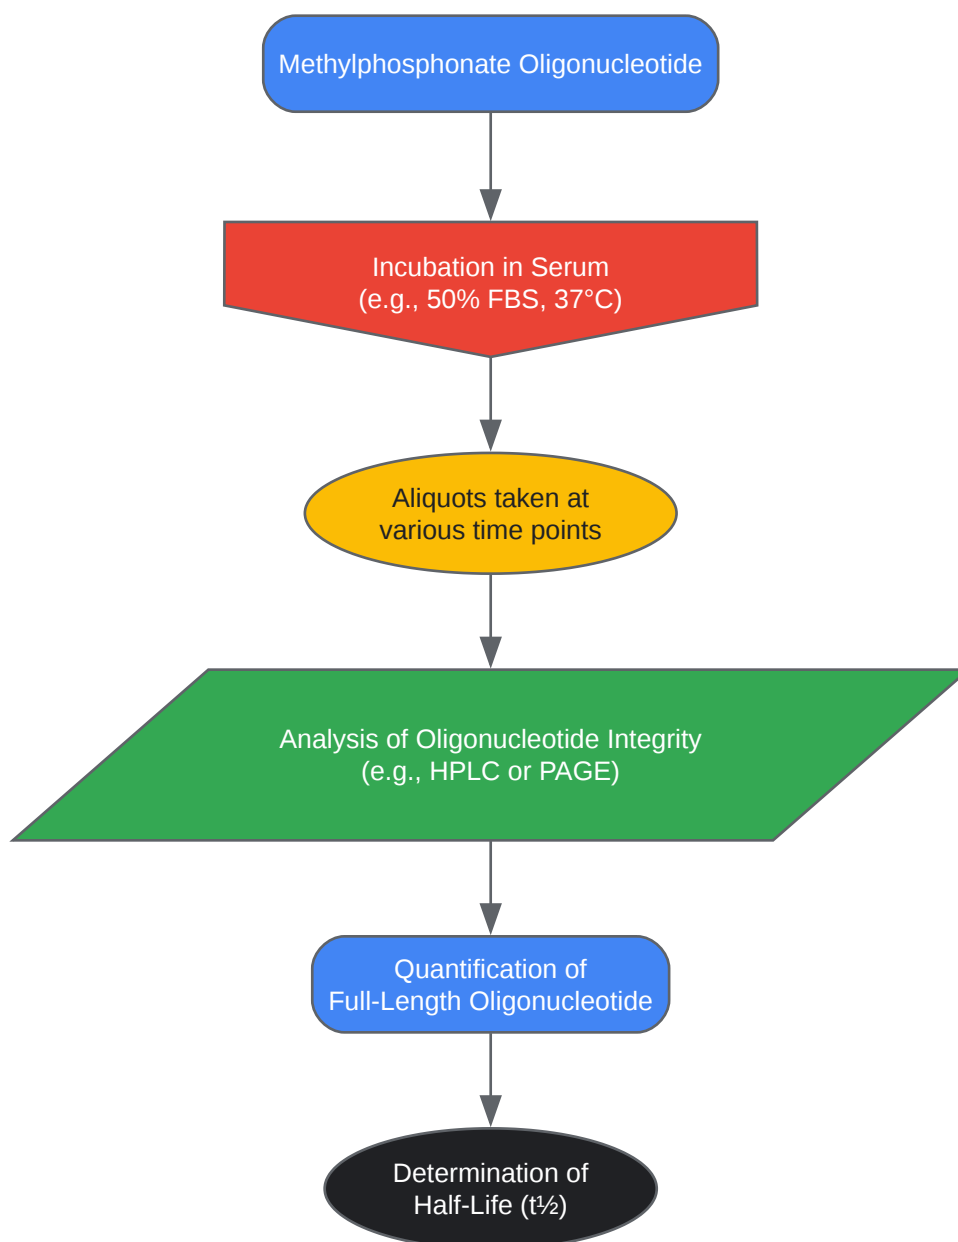 Methylphosphonate Oligonucleotide
Incubation in Serum
(e.g., 50% FBS, 37°C)
Aliquots taken at
various time points
Analysis of Oligonucleotide Integrity
(e.g., HPLC or PAGE)
Quantification of
Full-Length Oligonucleotide
Determination of
Half-Life (t½)